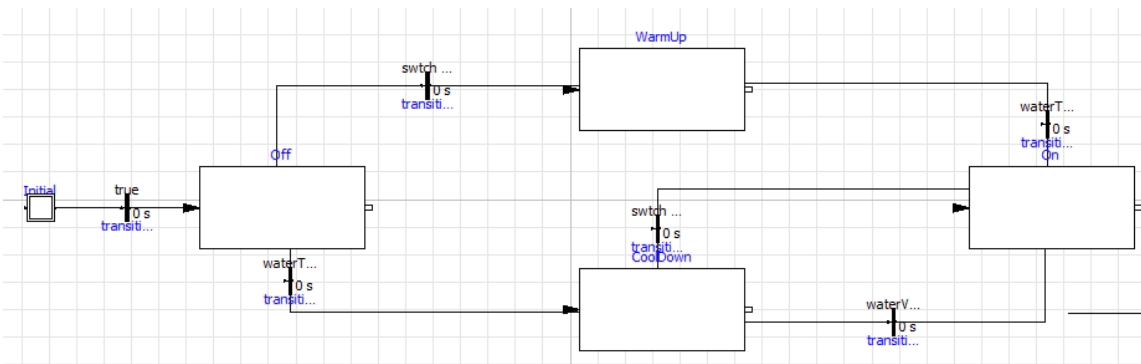 WarmUp
swtch ...
0 s
transiti...
waterT...
0 s
transiti...
Off
On
Initial
true
0 s
transiti...
swtch ...
0 s
transiti...
CoolDown
waterT...
0 s
transiti...
waterV...
0 s
transiti...